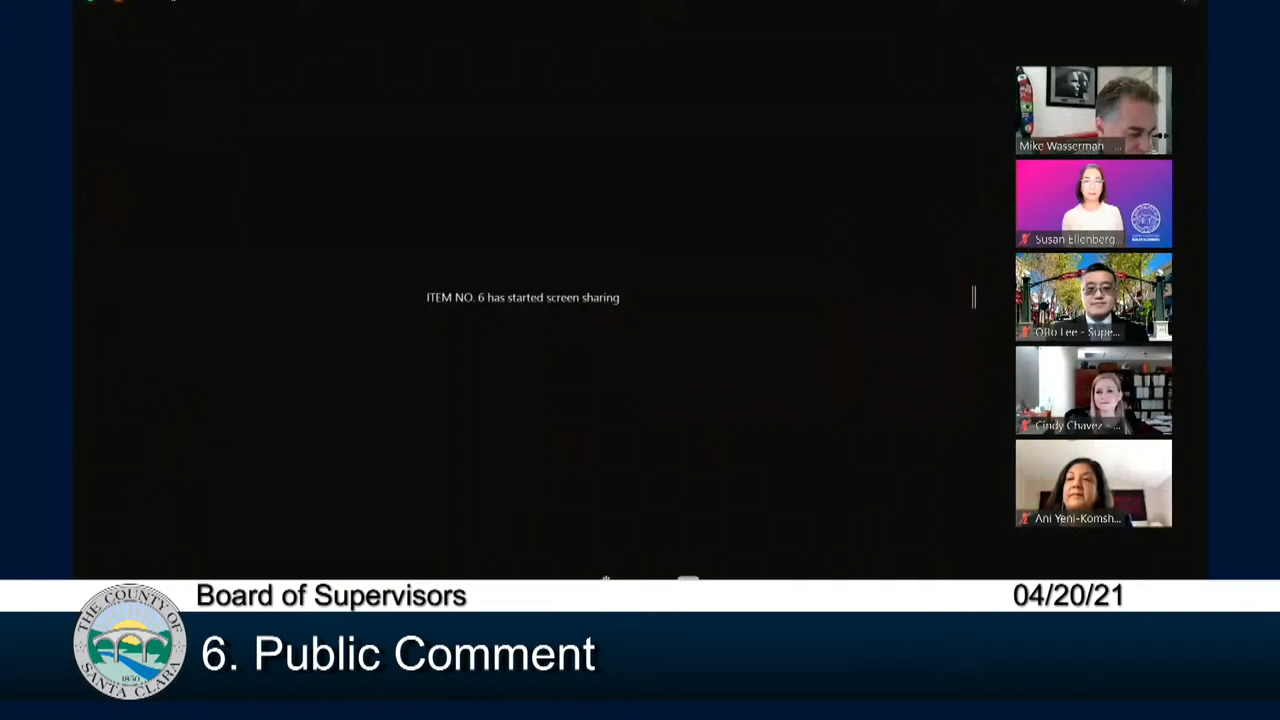 Mike Wasserman ...
Susan Ellenberg...
Otto Lee - Supe...
ITEM NO. 6 has started screen sharing
Cindy Chavez - ...
Ani Yeni-Komsh...
Board of Supervisors
04/20/21
THE COUNTY OF
SANTA CLARA
1850
6. Public Comment